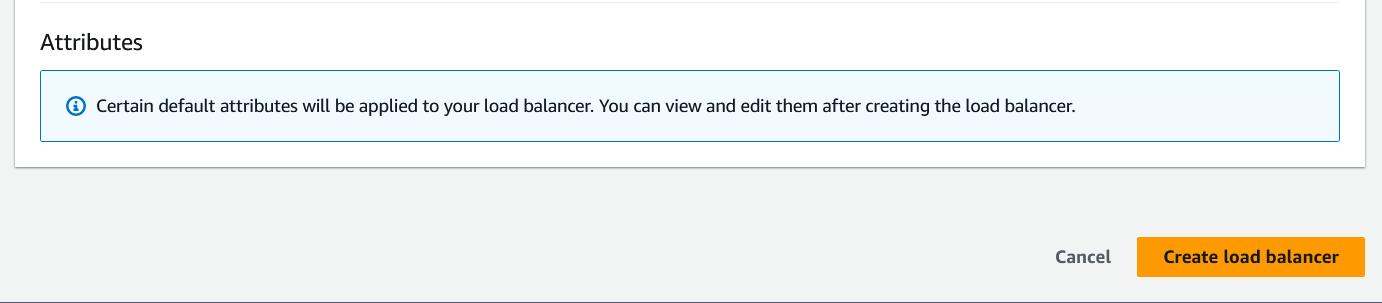 Attributes
Certain default attributes will be applied to your load balancer. You can view and edit them after creating the load balancer.
Cancel
Create load balancer